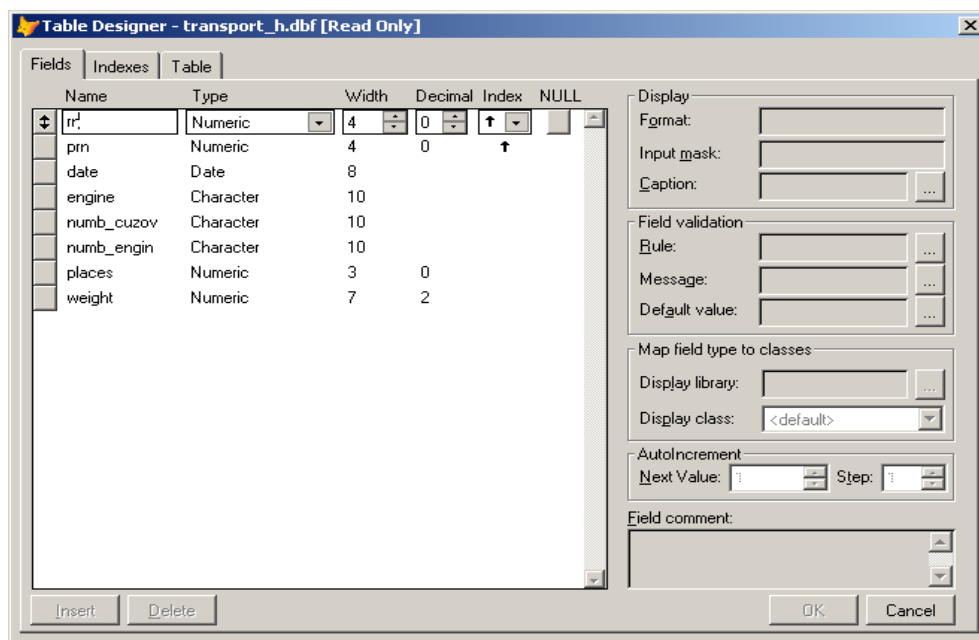 Table Designer - transport_h.dbf [Read Only]
Fields Indexes Table
Name Type Width Decimal Index NULL
Numeric 4 0
prn Numeric 4 0
date Date 8
engine Character 10
numb_cuzov Character 10
numb_engin Character 10
places Numeric 3 0
weight Numeric 7 2
Display
Format:
Input mask:
Caption: ...
Field validation
Rule: ...
Message: ...
Default value: ...
Map field type to classes
Display library: ...
Display class: <default>
AutoIncrement
Next Value: 1 Step: 1
Field comment:
Insert Delete OK Cancel